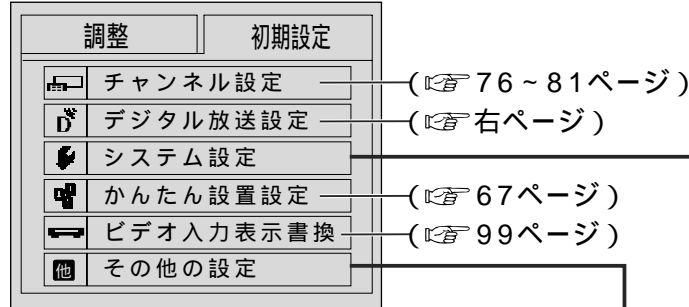 調整 初期設定
チャンネル設定 (☞76~81ページ)
デジタル放送設定 (☞右ページ)
システム設定
かんたん設置設定 (☞67ページ)
ビデオ入力表示書換 (☞99ページ)
他 その他の設定